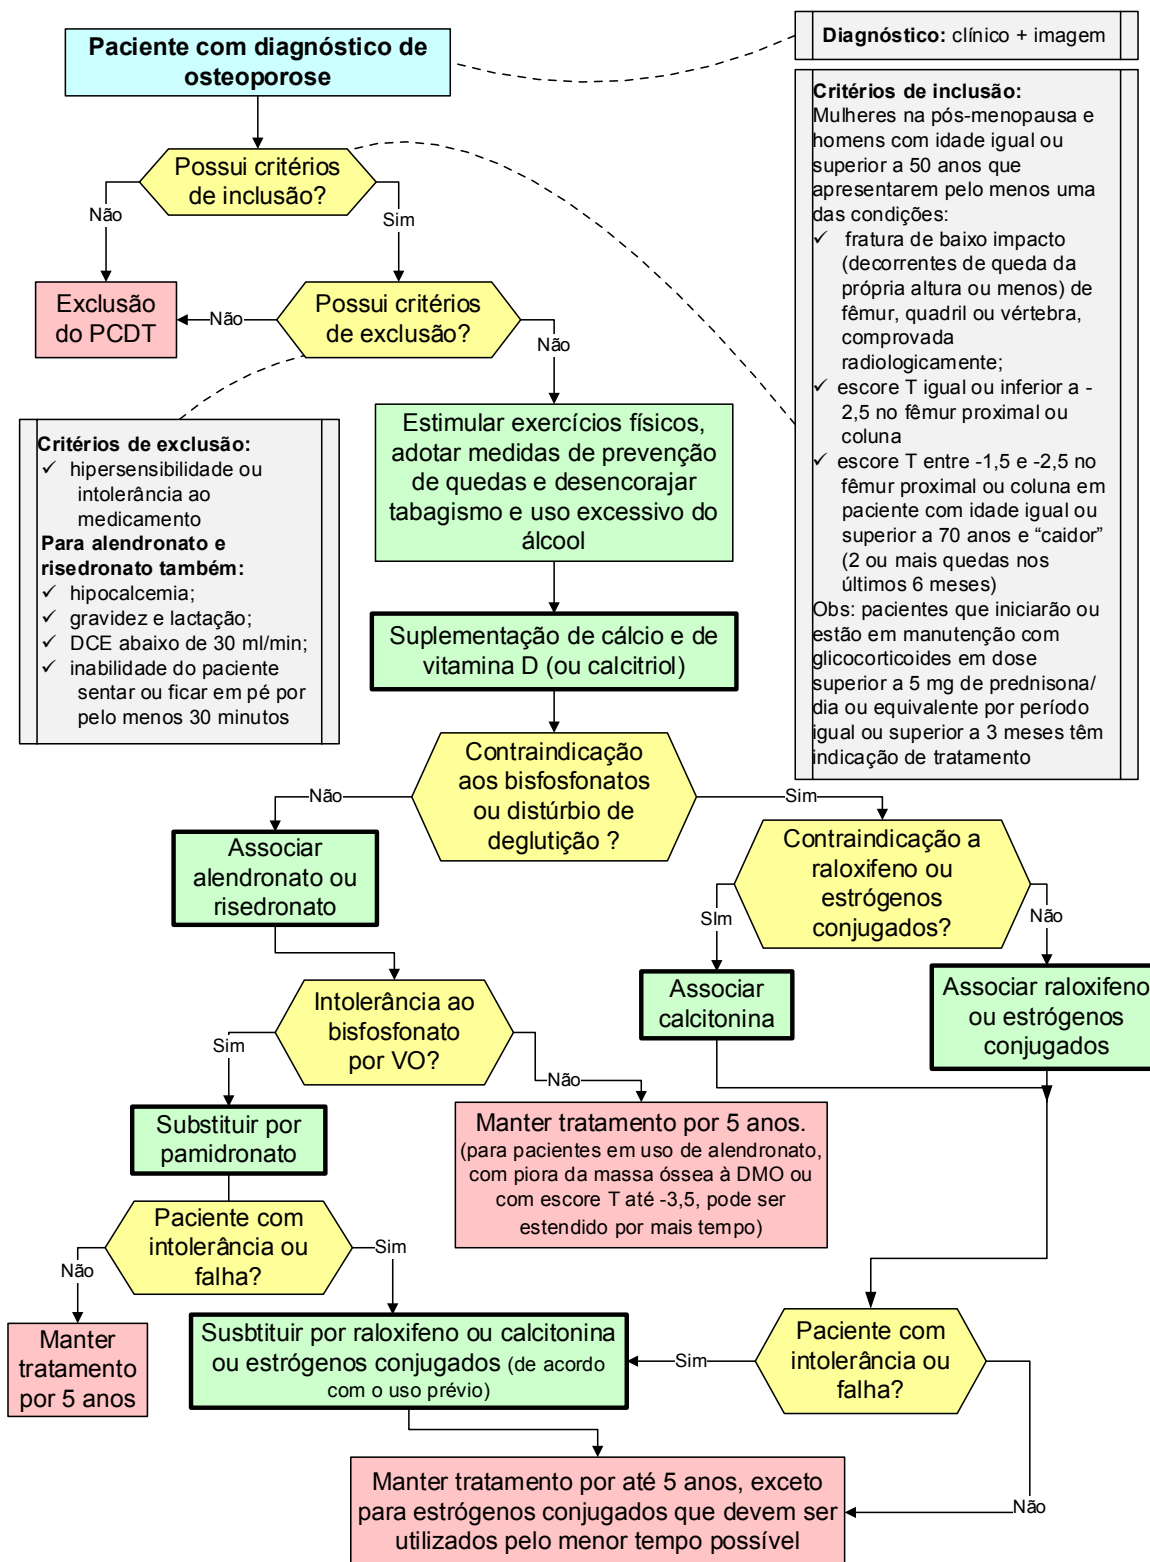 Paciente com diagnóstico de
osteoporose
Diagnóstico: clínico + imagem
Critérios de inclusão:
Mulheres na pós-menopausa e
homens com idade igual ou
superior a 50 anos que
apresentarem pelo menos uma
das condições:
✓ fratura de baixo impacto
(decorrentes de queda da
própria altura ou menos) de
fêmur, quadril ou vértebra,
comprovada
radiologicamente;
✓ escore T igual ou inferior a -
2,5 no fêmur proximal ou
coluna
✓ escore T entre -1,5 e -2,5 no
fêmur proximal ou coluna em
paciente com idade igual ou
superior a 70 anos e “caidor”
(2 ou mais quedas nos
últimos 6 meses)
Obs: pacientes que iniciarão ou
estão em manutenção com
glicocorticoides em dose
superior a 5 mg de prednisona/
dia ou equivalente por período
igual ou superior a 3 meses têm
indicação de tratamento
Possui critérios
de inclusão?
Não
Sim
Exclusão
do PCDT
Não
Possui critérios
de exclusão?
Não
Critérios de exclusão:
✓ hipersensibilidade ou
intolerância ao
medicamento
Para alendronato e
risedronato também:
✓ hipocalcemia;
✓ gravidez e lactação;
✓ DCE abaixo de 30 ml/min;
✓ inabilidade do paciente
sentar ou ficar em pé por
pelo menos 30 minutos
Estimular exercícios físicos,
adotar medidas de prevenção
de quedas e desencorajar
tabagismo e uso excessivo do
álcool
Suplementação de cálcio e de
vitamina D (ou calcitriol)
Contraindicação
aos bisfosfonatos
ou distúrbio de
deglutição ?
Não
Sim
Associar
alendronato ou
risedronato
Contraindicação a
raloxifeno ou
estrógenos
conjugados?
SIm
Não
Associar
calcitonina
Associar raloxifeno
ou estrógenos
conjugados
Intolerância ao
bisfosfonato
por VO?
Sim
Não
Substituir por
pamidronato
Manter tratamento por 5 anos.
(para pacientes em uso de alendronato,
com piora da massa óssea à DMO ou
com escore T até -3,5, pode ser
estendido por mais tempo)
Paciente com
intolerância ou
falha?
Não
Sim
Manter
tratamento
por 5 anos
Susbtituir por raloxifeno ou calcitonina
ou estrógenos conjugados (de acordo
com o uso prévio)
Sim
Paciente com
intolerância ou
falha?
Não
Manter tratamento por até 5 anos, exceto
para estrógenos conjugados que devem ser
utilizados pelo menor tempo possível